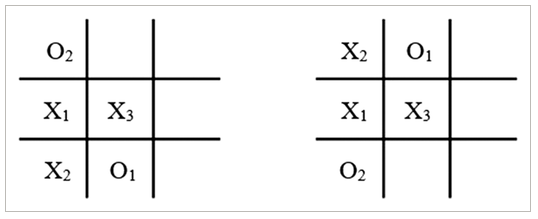 O₂ X₂ O₁
X₁ X₃ X₁ X₃
X₂ O₁ O₂